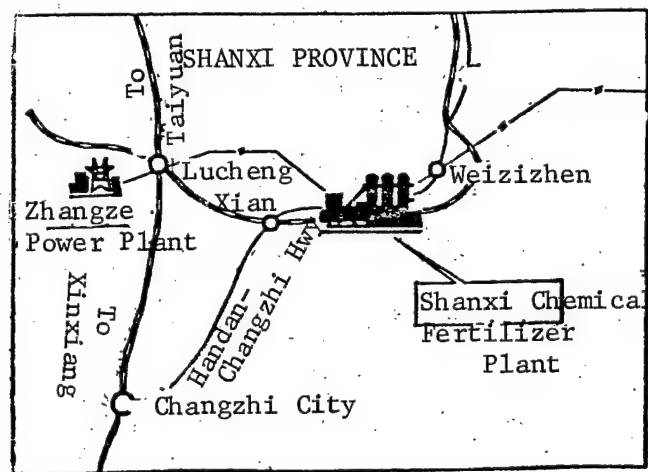 SHANXI PROVINCE
To
Taiyuan
Lucheng
Xian
Weizizhen
Zhangze
Power Plant
Handan-
Changzhi Hwy
Shanxi Chemical
Fertilizer
Plant
To
Xinxiang
Changzhi City